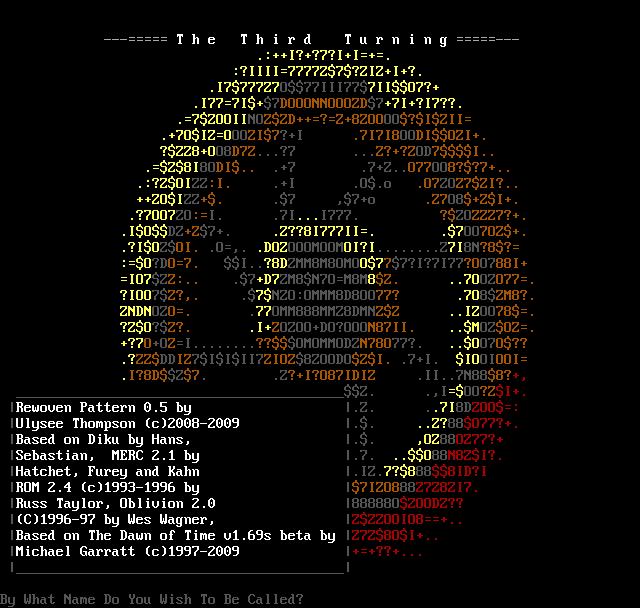 ---===== The Third Turning =====---
Rewoven Pattern 0.5 by
Ulysee Thompson (c)2008-2009
Based on Diku by Hans,
Sebastian,  MERC 2.1 by
Hatchet, Furey and Kahn
ROM 2.4 (c)1993-1996 by
Russ Taylor, Oblivion 2.0
(C)1996-97 by Wes Wagner,
Based on The Dawn of Time v1.69s beta by
Michael Garratt (c)1997-2009
By What Name Do You Wish To Be Called?